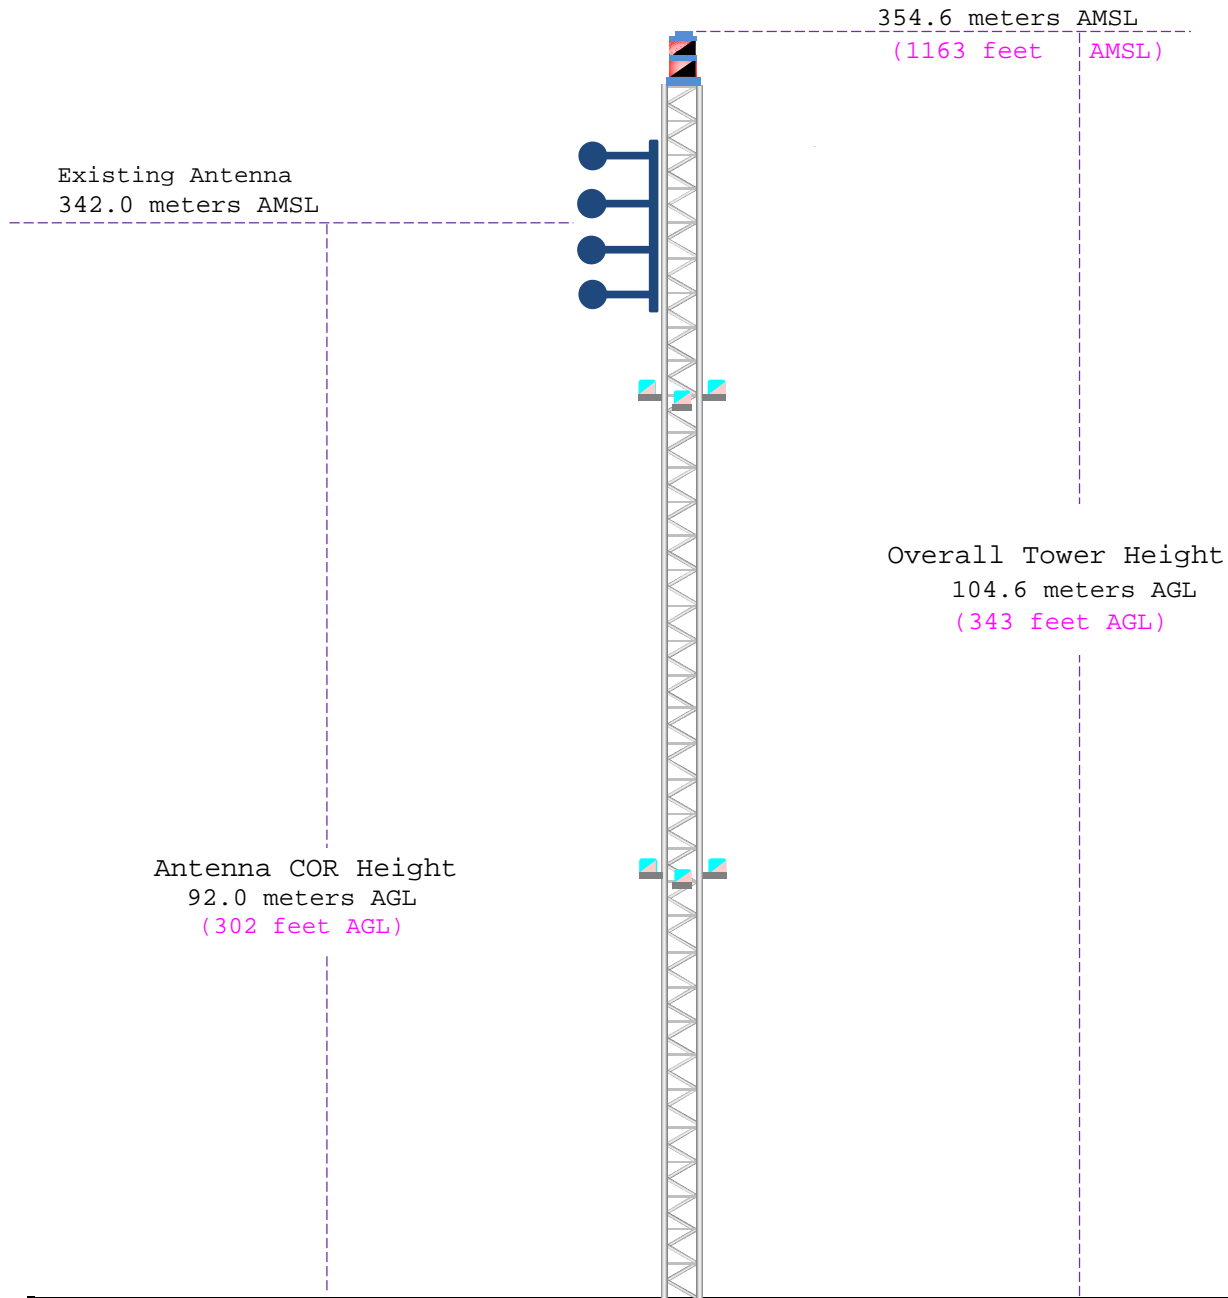 354.6 meters AMSL
(1163 feet AMSL)
Existing Antenna
342.0 meters AMSL
Overall Tower Height
104.6 meters AGL
(343 feet AGL)
Antenna COR Height
92.0 meters AGL
(302 feet AGL)